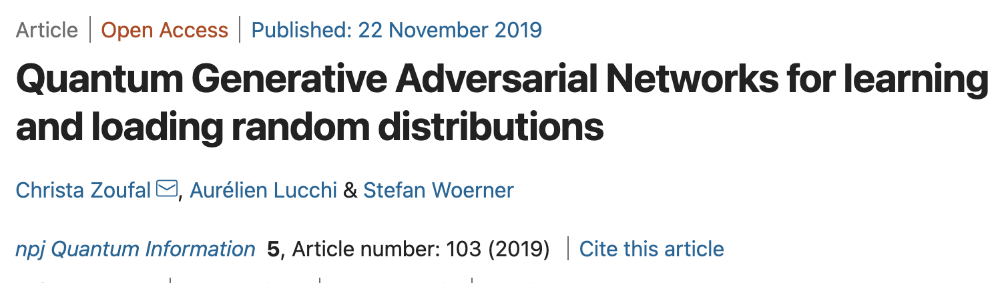 Article | Open Access | Published: 22 November 2019
Quantum Generative Adversarial Networks for learning
and loading random distributions
Christa Zoufal, Aurélien Lucchi & Stefan Woerner
npj Quantum Information 5, Article number: 103 (2019) | Cite this article